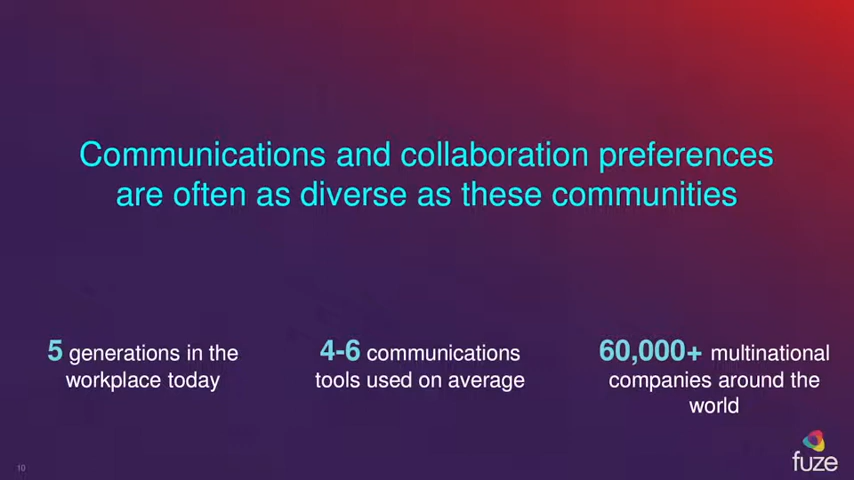 Communications and collaboration preferences
are often as diverse as these communities
5 generations in the
workplace today
4-6 communications
tools used on average
60,000+ multinational
companies around the
world
10
fuze